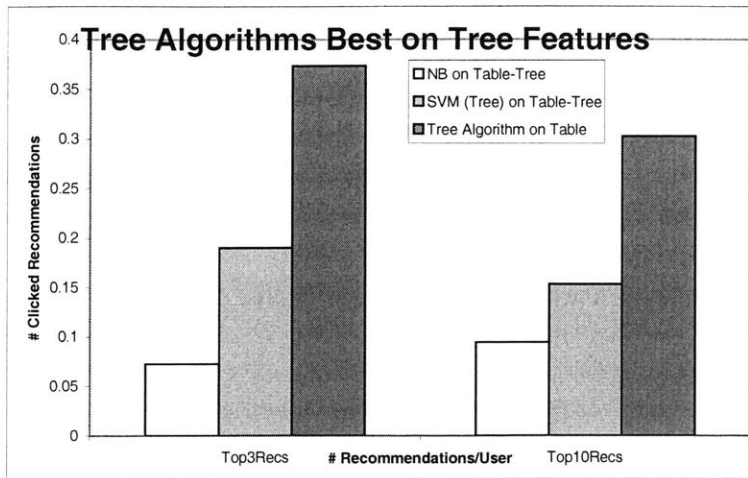 Tree Algorithms Best on Tree Features
0.4
0.35
0.3
0.25
0.2
0.15
0.1
0.05
0
# Clicked Recommendations
NB on Table-Tree
SVM (Tree) on Table-Tree
Tree Algorithm on Table
Top3Recs
# Recommendations/User
Top10Recs